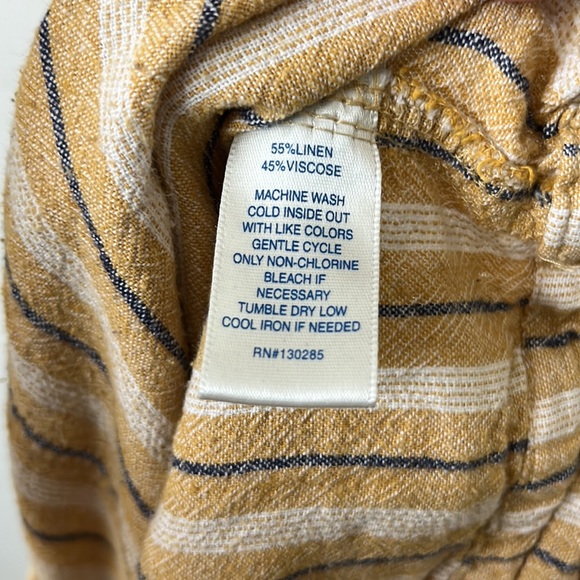 55%LINEN
45%VISCOSE
MACHINE WASH
COLD INSIDE OUT
WITH LIKE COLORS
GENTLE CYCLE
ONLY NON-CHLORINE
BLEACH IF
NECESSARY
TUMBLE DRY LOW
COOL IRON IF NEEDED
RN#130285